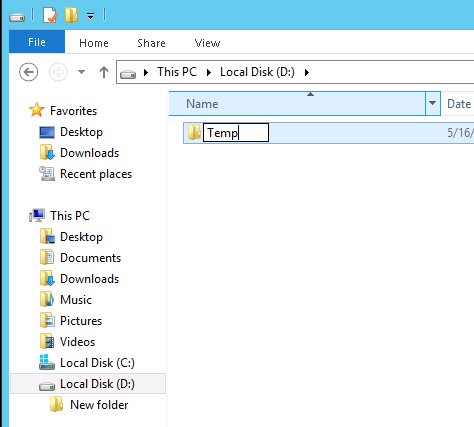 File Home Share View
This PC Local Disk (D:)
Name Date
Temp 5/16/
Favorites
Desktop
Downloads
Recent places
This PC
Desktop
Documents
Downloads
Music
Pictures
Videos
Local Disk (C:)
Local Disk (D:)
New folder